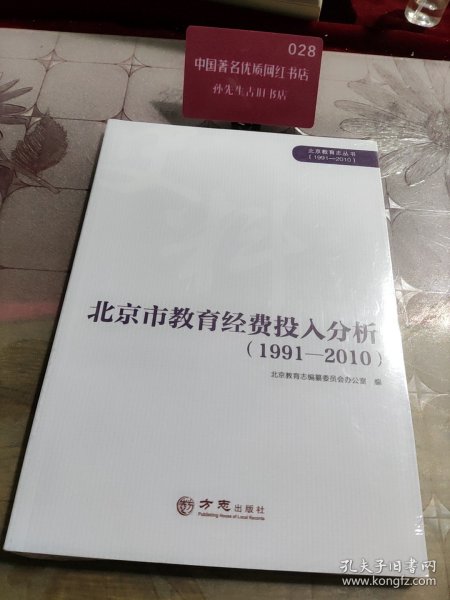 028
中国著名优质网红书店
孙先生古旧书店
北京教育志丛书
（1991—2010）
北京市教育经费投入分析
（1991—2010）
北京教育志编纂委员会办公室 编
方志出版社
Publishing House of Local Records
孔夫子旧书网
www.kongfz.com